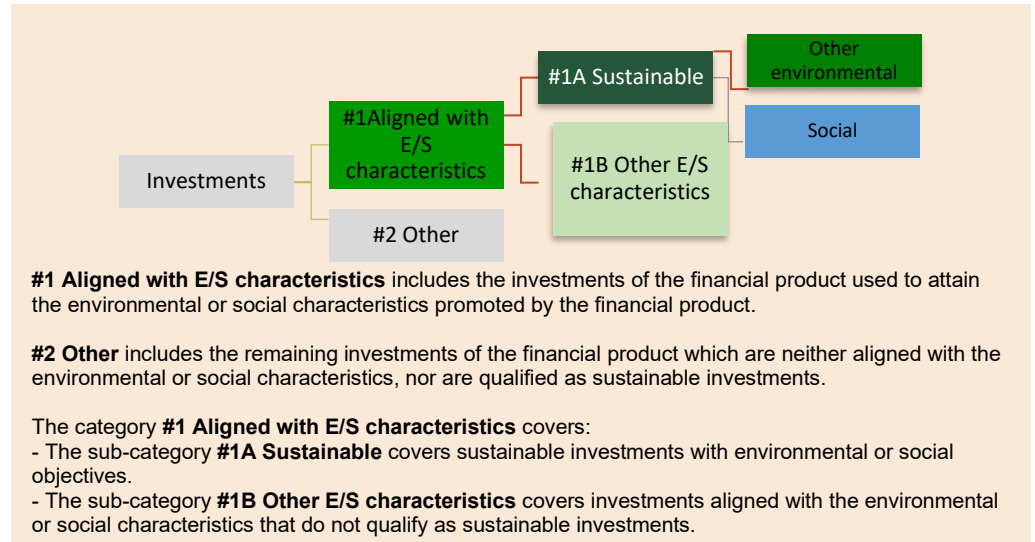 Other
environmental
#1A Sustainable
#1Aligned with
E/S
characteristics
Social
#1B Other E/S
characteristics
Investments
#2 Other
#1 Aligned with E/S characteristics includes the investments of the financial product used to attain
the environmental or social characteristics promoted by the financial product.
#2 Other includes the remaining investments of the financial product which are neither aligned with the
environmental or social characteristics, nor are qualified as sustainable investments.
The category #1 Aligned with E/S characteristics covers:
- The sub-category #1A Sustainable covers sustainable investments with environmental or social
objectives.
- The sub-category #1B Other E/S characteristics covers investments aligned with the environmental
or social characteristics that do not qualify as sustainable investments.